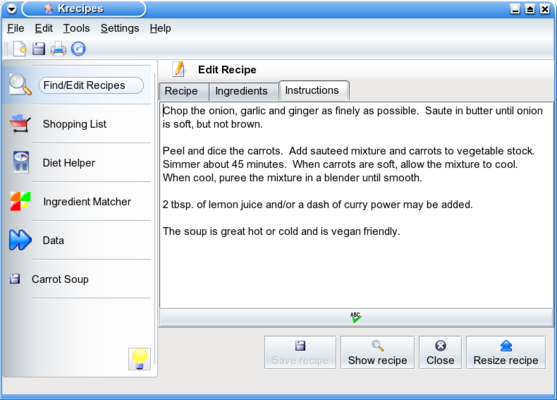 Krecipes
File Edit Tools Settings Help
Find/Edit Recipes
Shopping List
Diet Helper
Ingredient Matcher
Data
Carrot Soup
Edit Recipe
Recipe Ingredients Instructions
Chop the onion, garlic and ginger as finely as possible. Saute in butter until onion
is soft, but not brown.
Peel and dice the carrots. Add sauteed mixture and carrots to vegetable stock.
Simmer about 45 minutes. When carrots are soft, allow the mixture to cool.
When cool, puree the mixture in a blender until smooth.
2 tbsp. of lemon juice and/or a dash of curry power may be added.
The soup is great hot or cold and is vegan friendly.
ABC
Save recipe Show recipe Close Resize recipe